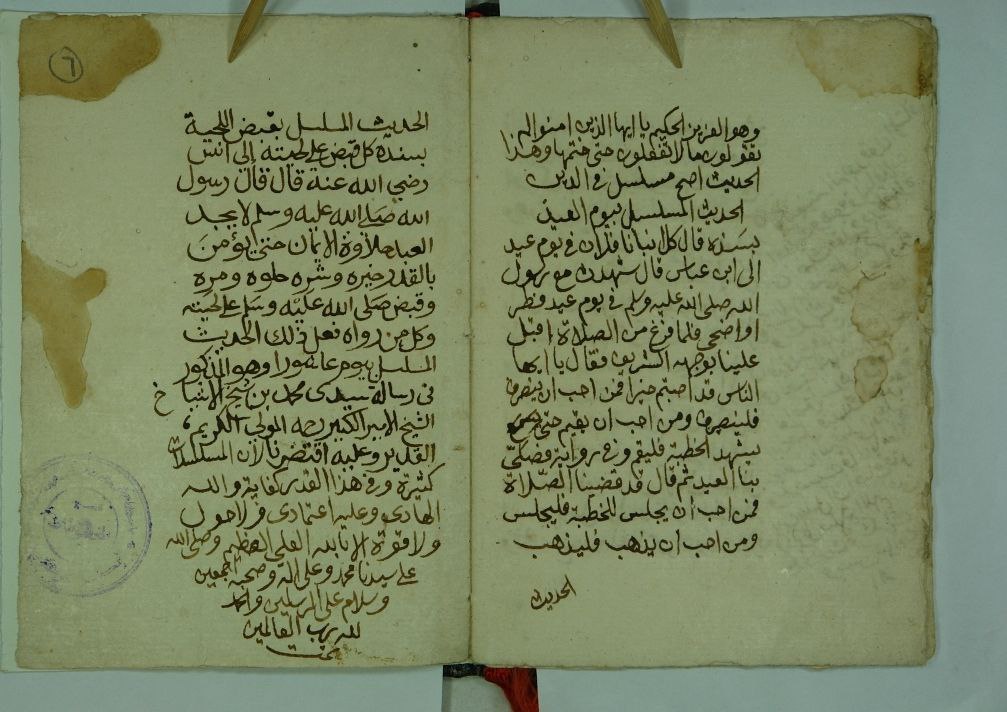 وهو العزيز الحكيم يا ايها الذين امنوا لم
تقولون ما لا تفعلون حتى ختمها وهذا
الحديث اصح مسلسل في الدين
الحديث المسلسل بيوم العيد
بسنده قال كل انبانا فلان في يوم عيد
الى ابن عباس قال شهدت مع رسول
الله صلى الله عليه وسلم في يوم عيد فطر
او اضحى فلما فرغ من الصلاة اقبل
علينا بوجهه الشريف فقال يا ايها
الناس قد اصبتم خيرا فمن احب ان ينصرف
فلينصرف ومن احب ان يقيم حتى
يشهد الخطبة فليقم وفي رواية فصلى
بنا العيد ثم قال قد قضينا الصلاة
فمن احب ان يجلس للخطبة فليجلس
ومن احب ان يذهب فليذهب
الحديث
٦
الحديث المسلسل بقبض اللحية
بسنده كل قبض على لحيته الى انس
رضي الله عنه قال قال رسول
الله صلى الله عليه وسلم لا يجد
العبد حلاوة الايمان حتى يؤمن
بالقدر خيره وشره حلوه ومره
وقبض صلى الله عليه وسلم على لحيته
وكل من رواه فعل ذلك الحديث
المسلسل بيوم عاشورا وهو المذكور
في رسالة سيدى محمد بن شيخ الاشياخ
الشيخ الامير الكبير رحمه المولى الكريم
القدير وعليه اقتصرنا لان المسلسلات
كثيرة وفي هذا القدر كفاية والله
الهادى وعليه اعتمادى ولا حول
ولا قوة الا بالله العلي العظيم وصلى الله
على سيدنا محمد وعلى اله وصحبه اجمعين
وسلام على المرسلين والحمد
لله رب العالمين
تمت